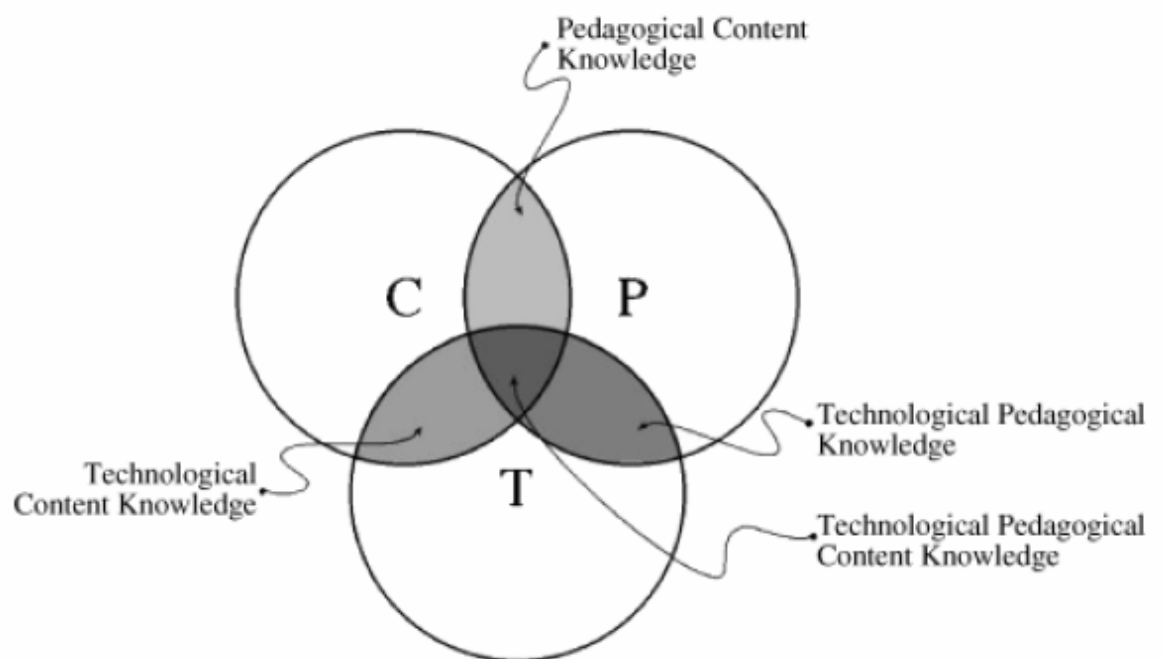 Pedagogical Content
Knowledge
C
P
Technological Pedagogical
Knowledge
Technological
Content Knowledge
T
Technological Pedagogical
Content Knowledge